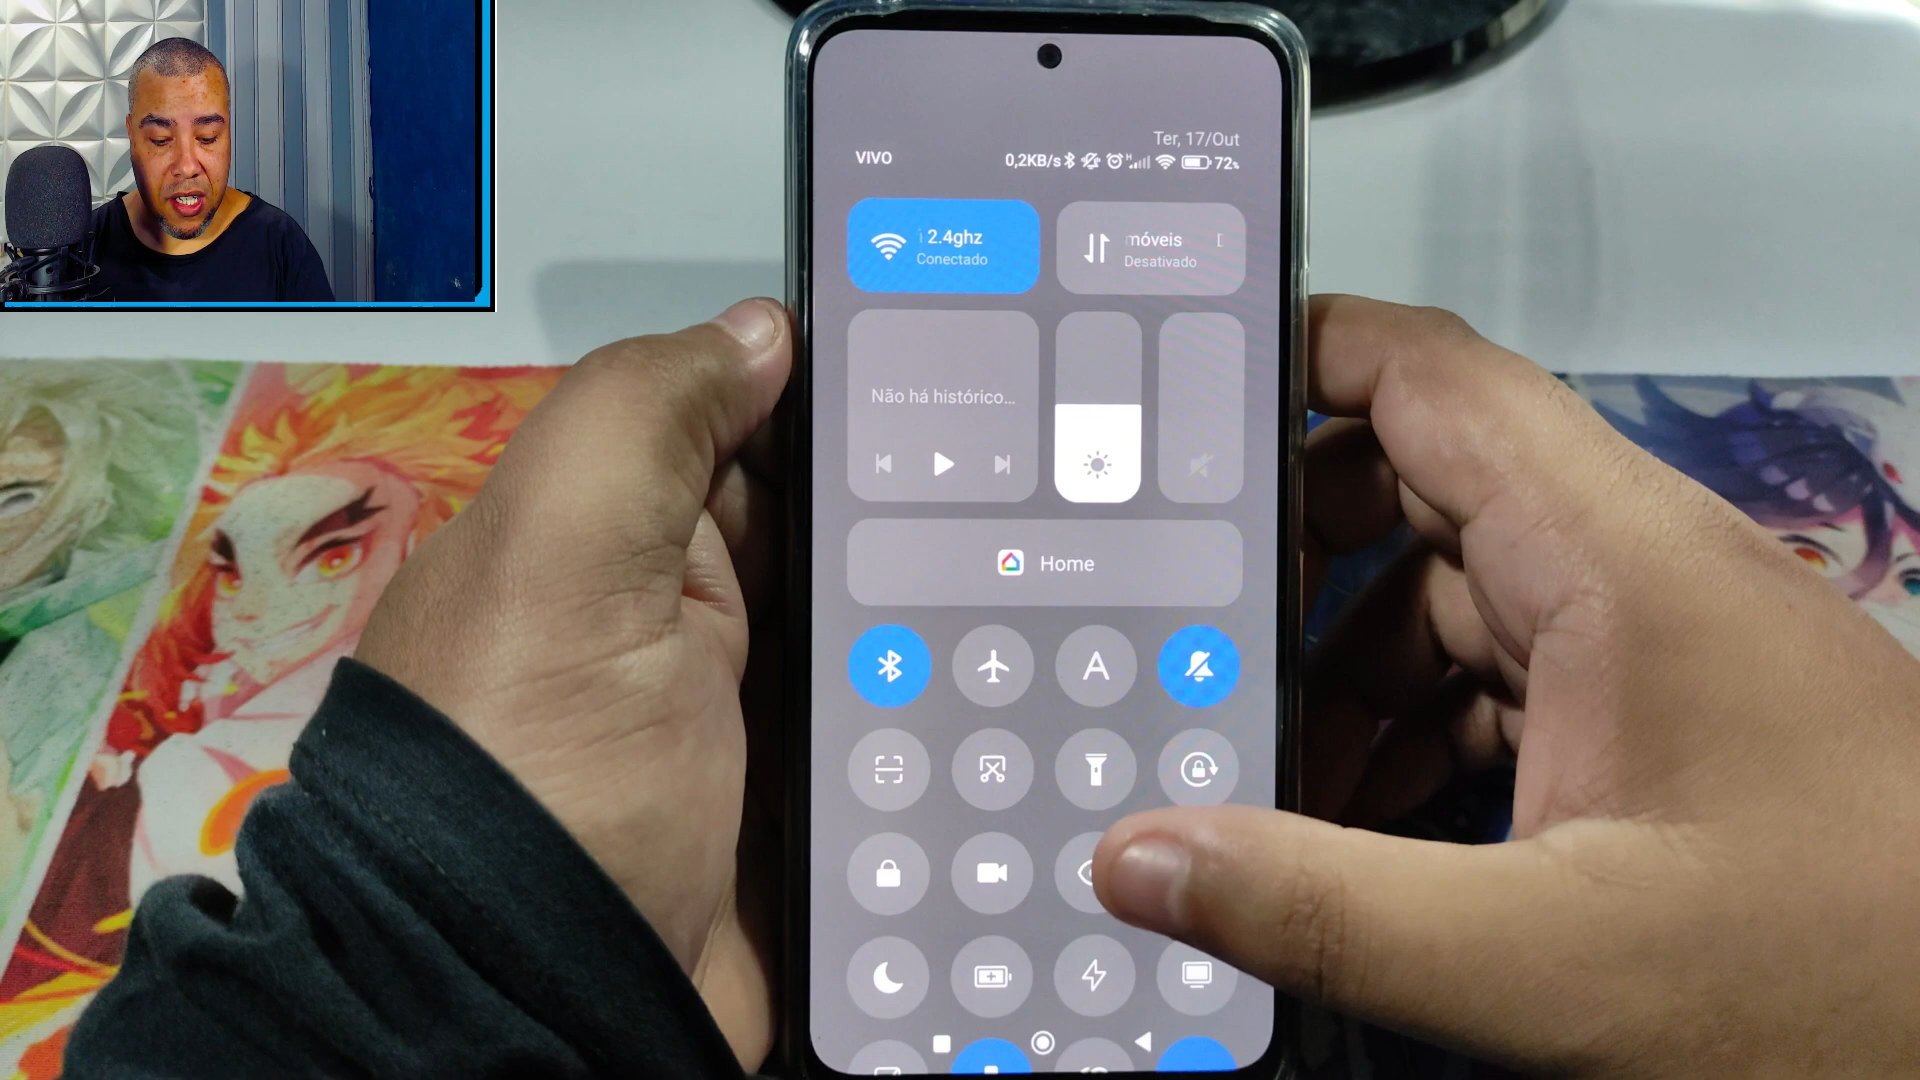 Ter, 17/Out
VIVO
0,2KB/s
H
72%
2.4ghz
Conectado
móveis
Desativado
Não há histórico...
Home
A